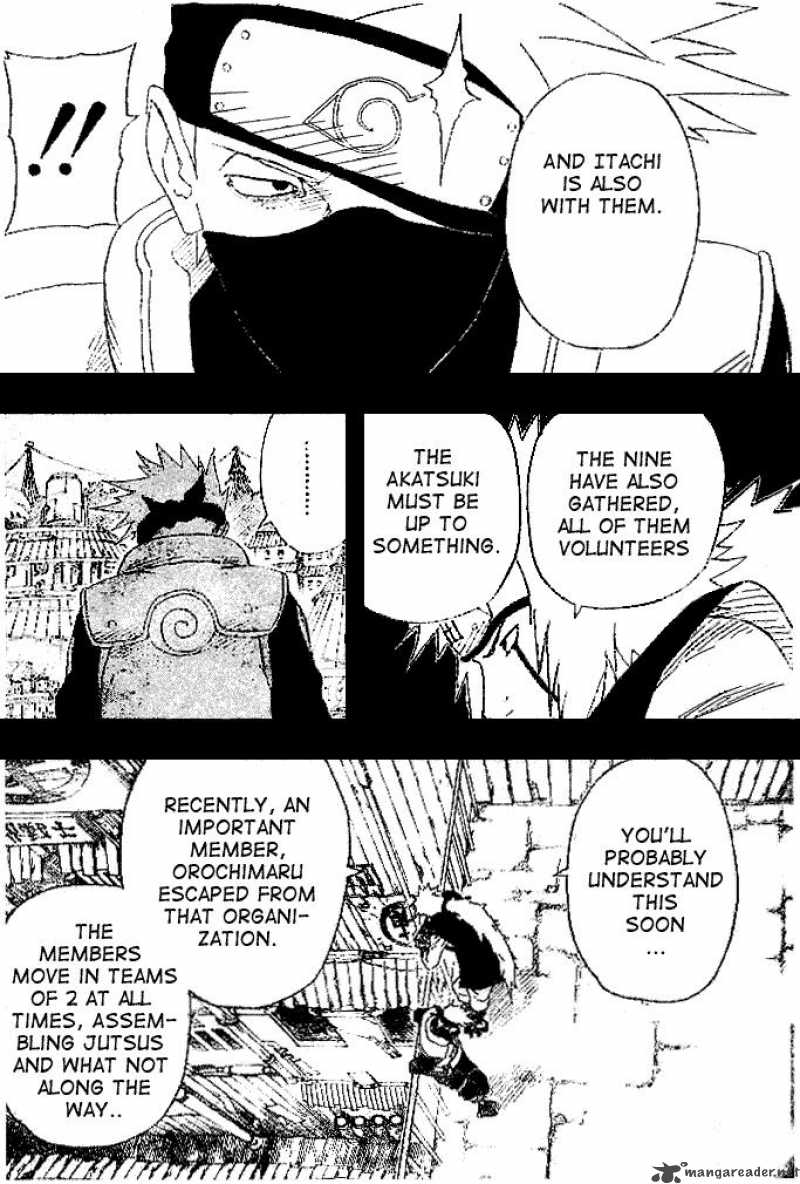 !!
AND ITACHI
IS ALSO
WITH THEM.
THE NINE
HAVE ALSO
GATHERED,
ALL OF THEM
VOLUNTEERS
THE
AKATSUKI
MUST BE
UP TO
SOMETHING.
..........
YOU'LL
PROBABLY
UNDERSTAND
THIS
SOON
...
RECENTLY, AN
IMPORTANT
MEMBER,
OROCHIMARU
ESCAPED FROM
THAT ORGANI-
ZATION.
THE
MEMBERS
MOVE IN TEAMS
OF 2 AT ALL
TIMES, ASSEM-
BLING JUTSUS
AND WHAT NOT
ALONG THE
WAY..
mangareader.net